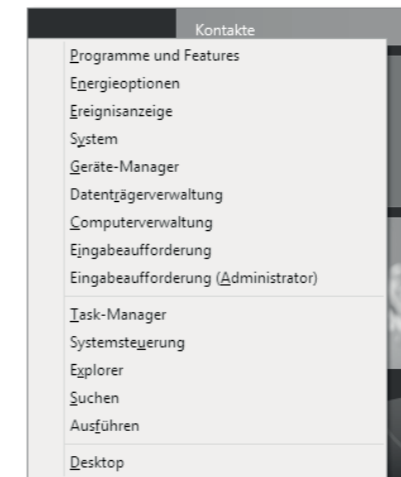 Kontakte
Programme und Features
Energieoptionen
Ereignisanzeige
System
Geräte-Manager
Datenträgerverwaltung
Computerverwaltung
Eingabeaufforderung
Eingabeaufforderung (Administrator)
Task-Manager
Systemsteuerung
Explorer
Suchen
Ausführen
Desktop